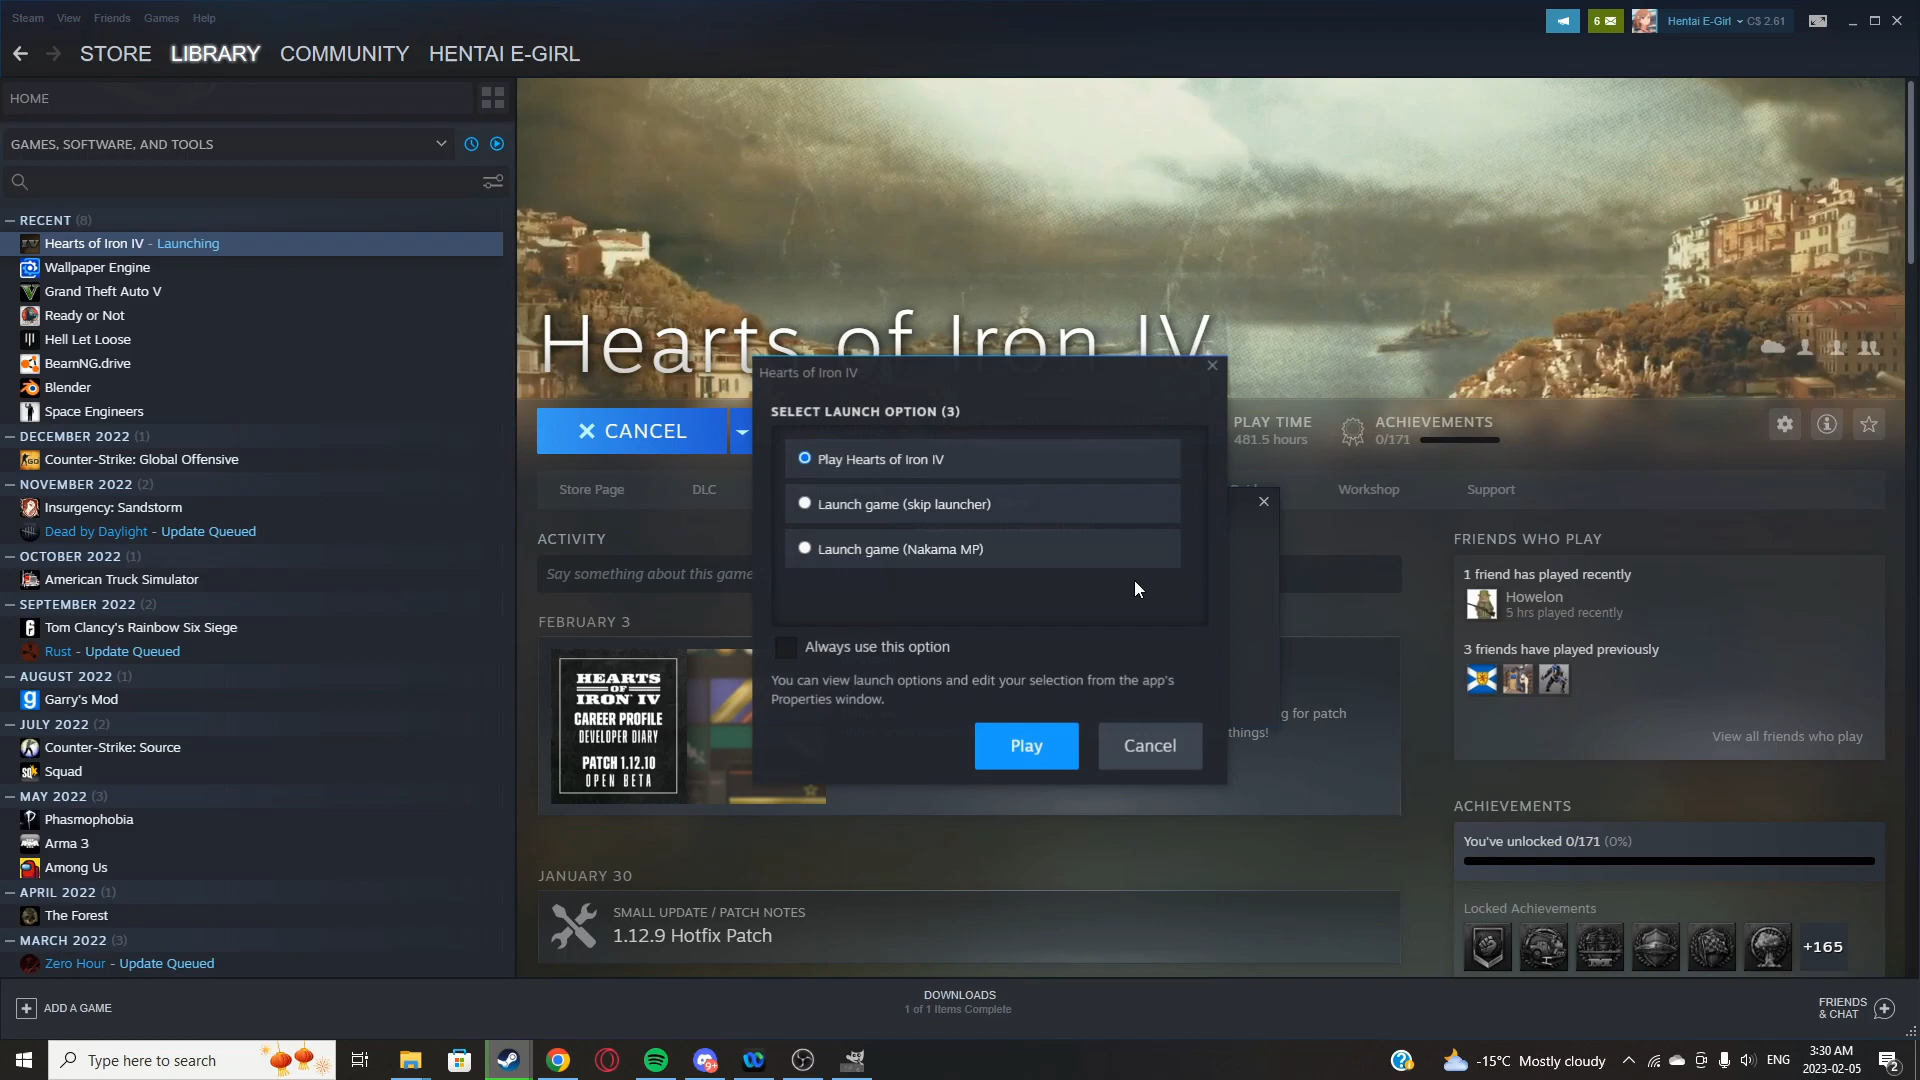 Steam View Friends Games Help
6
Hentai E-Girl C$ 2.61
STORE LIBRARY COMMUNITY HENTAI E-GIRL
HOME
GAMES, SOFTWARE, AND TOOLS
— RECENT (8)
Hearts of Iron IV - Launching
Wallpaper Engine
Grand Theft Auto V
Ready or Not
Hell Let Loose
BeamNG.drive
Blender
Space Engineers
— DECEMBER 2022 (1)
Counter-Strike: Global Offensive
— NOVEMBER 2022 (2)
Insurgency: Sandstorm
Dead by Daylight - Update Queued
— OCTOBER 2022 (1)
American Truck Simulator
— SEPTEMBER 2022 (2)
Tom Clancy's Rainbow Six Siege
Rust - Update Queued
— AUGUST 2022 (1)
Garry's Mod
— JULY 2022 (2)
Counter-Strike: Source
Squad
— MAY 2022 (3)
Phasmophobia
Arma 3
Among Us
— APRIL 2022 (1)
The Forest
— MARCH 2022 (3)
Zero Hour - Update Queued
Hearts of Iron IV
CANCEL
PLAY TIME
481.5 hours
ACHIEVEMENTS
0/171
Store Page DLC Workshop Support
Hearts of Iron IV
SELECT LAUNCH OPTION (3)
Play Hearts of Iron IV
Launch game (skip launcher)
Launch game (Nakama MP)
Always use this option
You can view launch options and edit your selection from the app's
Properties window.
Play Cancel
ACTIVITY
Say something about this game
FEBRUARY 3
HEARTS
OF
IRON IV
CAREER PROFILE
DEVELOPER DIARY
PATCH 1.12.10
OPEN BETA
g for patch
things!
JANUARY 30
SMALL UPDATE / PATCH NOTES
1.12.9 Hotfix Patch
FRIENDS WHO PLAY
1 friend has played recently
Howelon
5 hrs played recently
3 friends have played previously
View all friends who play
ACHIEVEMENTS
You've unlocked 0/171 (0%)
Locked Achievements
+165
ADD A GAME
DOWNLOADS
1 of 1 Items Complete
FRIENDS
& CHAT
Type here to search
9+
-15°C Mostly cloudy
ENG
3:30 AM
2023-02-05
2